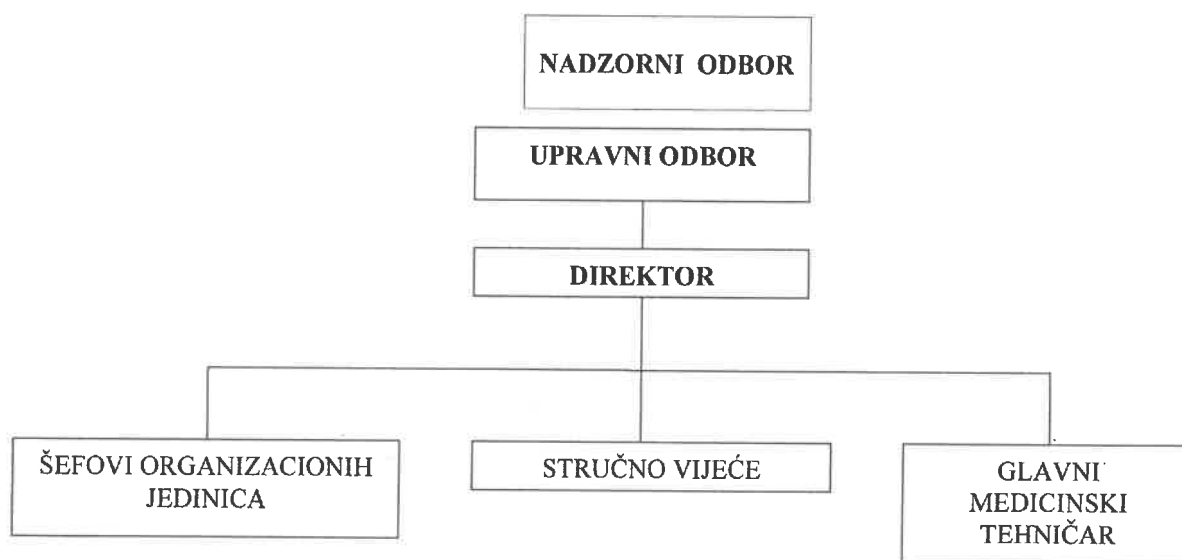 NADZORNI ODBOR
UPRAVNI ODBOR
DIREKTOR
ŠEFOVI ORGANIZACIONIH
JEDINICA
STRUČNO VIJEĆE
GLAVNI
MEDICINSKI
TEHNIČAR